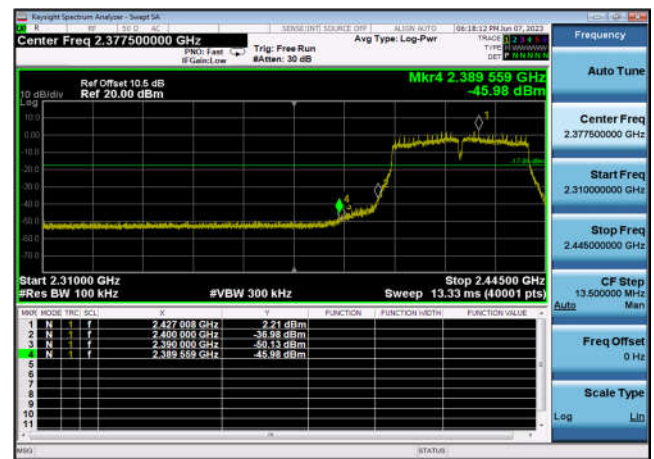 Keysight Spectrum Analyzer - Swept SA
R RF 50 Ω AC SENSE:INT SOURCE OFF ALIGN AUTO 06:18:12 PM Jun 07, 2023
Center Freq 2.377500000 GHz
PNO: Fast
IFGain:Low
Trig: Free Run
#Atten: 30 dB
Avg Type: Log-Pwr
TRACE 1 2 3 4 5 6
TYPE
DET P N N N N N
Frequency
Mkr4 2.389 559 GHz
-45.98 dBm
Ref Offset 10.5 dB
10 dB/div Ref 20.00 dBm
Log
10.0
0.00
-10.0
-20.0
-30.0
-40.0
-50.0
-60.0
-70.0
1
4
Start 2.31000 GHz
#Res BW 100 kHz
#VBW 300 kHz
Stop 2.44500 GHz
Sweep 13.33 ms (40001 pts)
MKR MODE TRC SCL X Y FUNCTION FUNCTION WIDTH FUNCTION VALUE
1 N 1 f 2.427 008 GHz 2.21 dBm
2 N 1 f 2.400 000 GHz -36.98 dBm
3 N 1 f 2.390 000 GHz -50.13 dBm
4 N 1 f 2.389 559 GHz -45.98 dBm
5
6
7
8
9
10
11
MSG
STATUS
Auto Tune
Center Freq
2.377500000 GHz
Start Freq
2.310000000 GHz
Stop Freq
2.445000000 GHz
CF Step
13.500000 MHz
Auto Man
Freq Offset
0 Hz
Scale Type
Log Lin